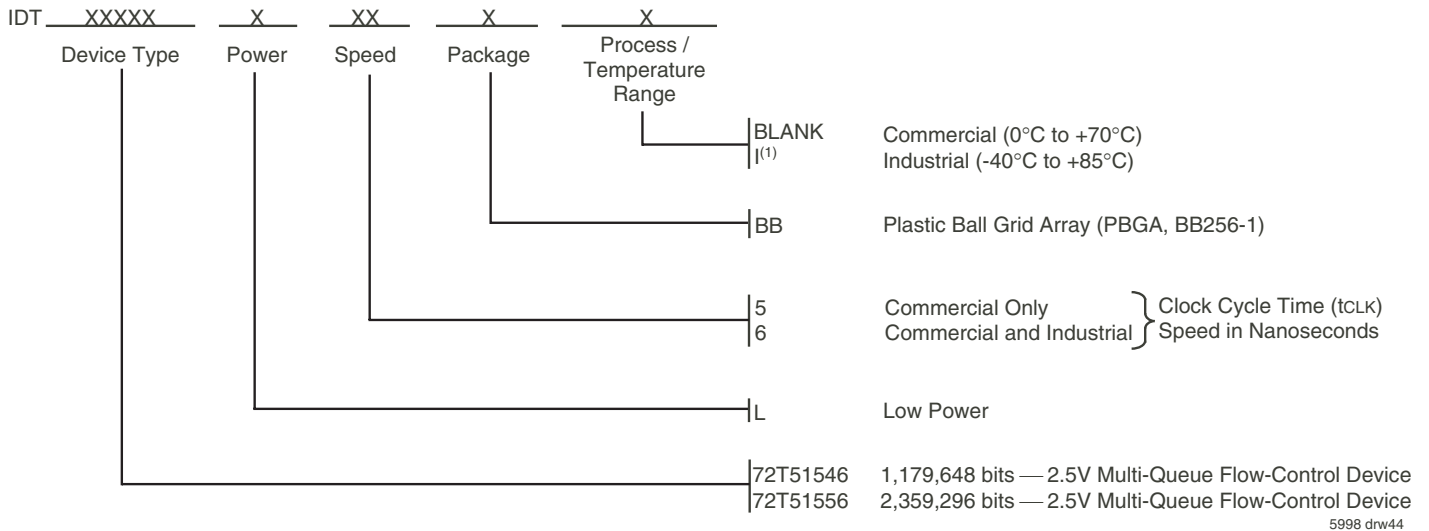 IDT XXXXX X XX X X
Device Type Power Speed Package Process / Temperature Range
BLANK Commercial (0°C to +70°C)
I(1) Industrial (-40°C to +85°C)
BB Plastic Ball Grid Array (PBGA, BB256-1)
5 Commercial Only
6 Commercial and Industrial
Clock Cycle Time (tCLK)
Speed in Nanoseconds
L Low Power
72T51546 1,179,648 bits — 2.5V Multi-Queue Flow-Control Device
72T51556 2,359,296 bits — 2.5V Multi-Queue Flow-Control Device
5998 drw44